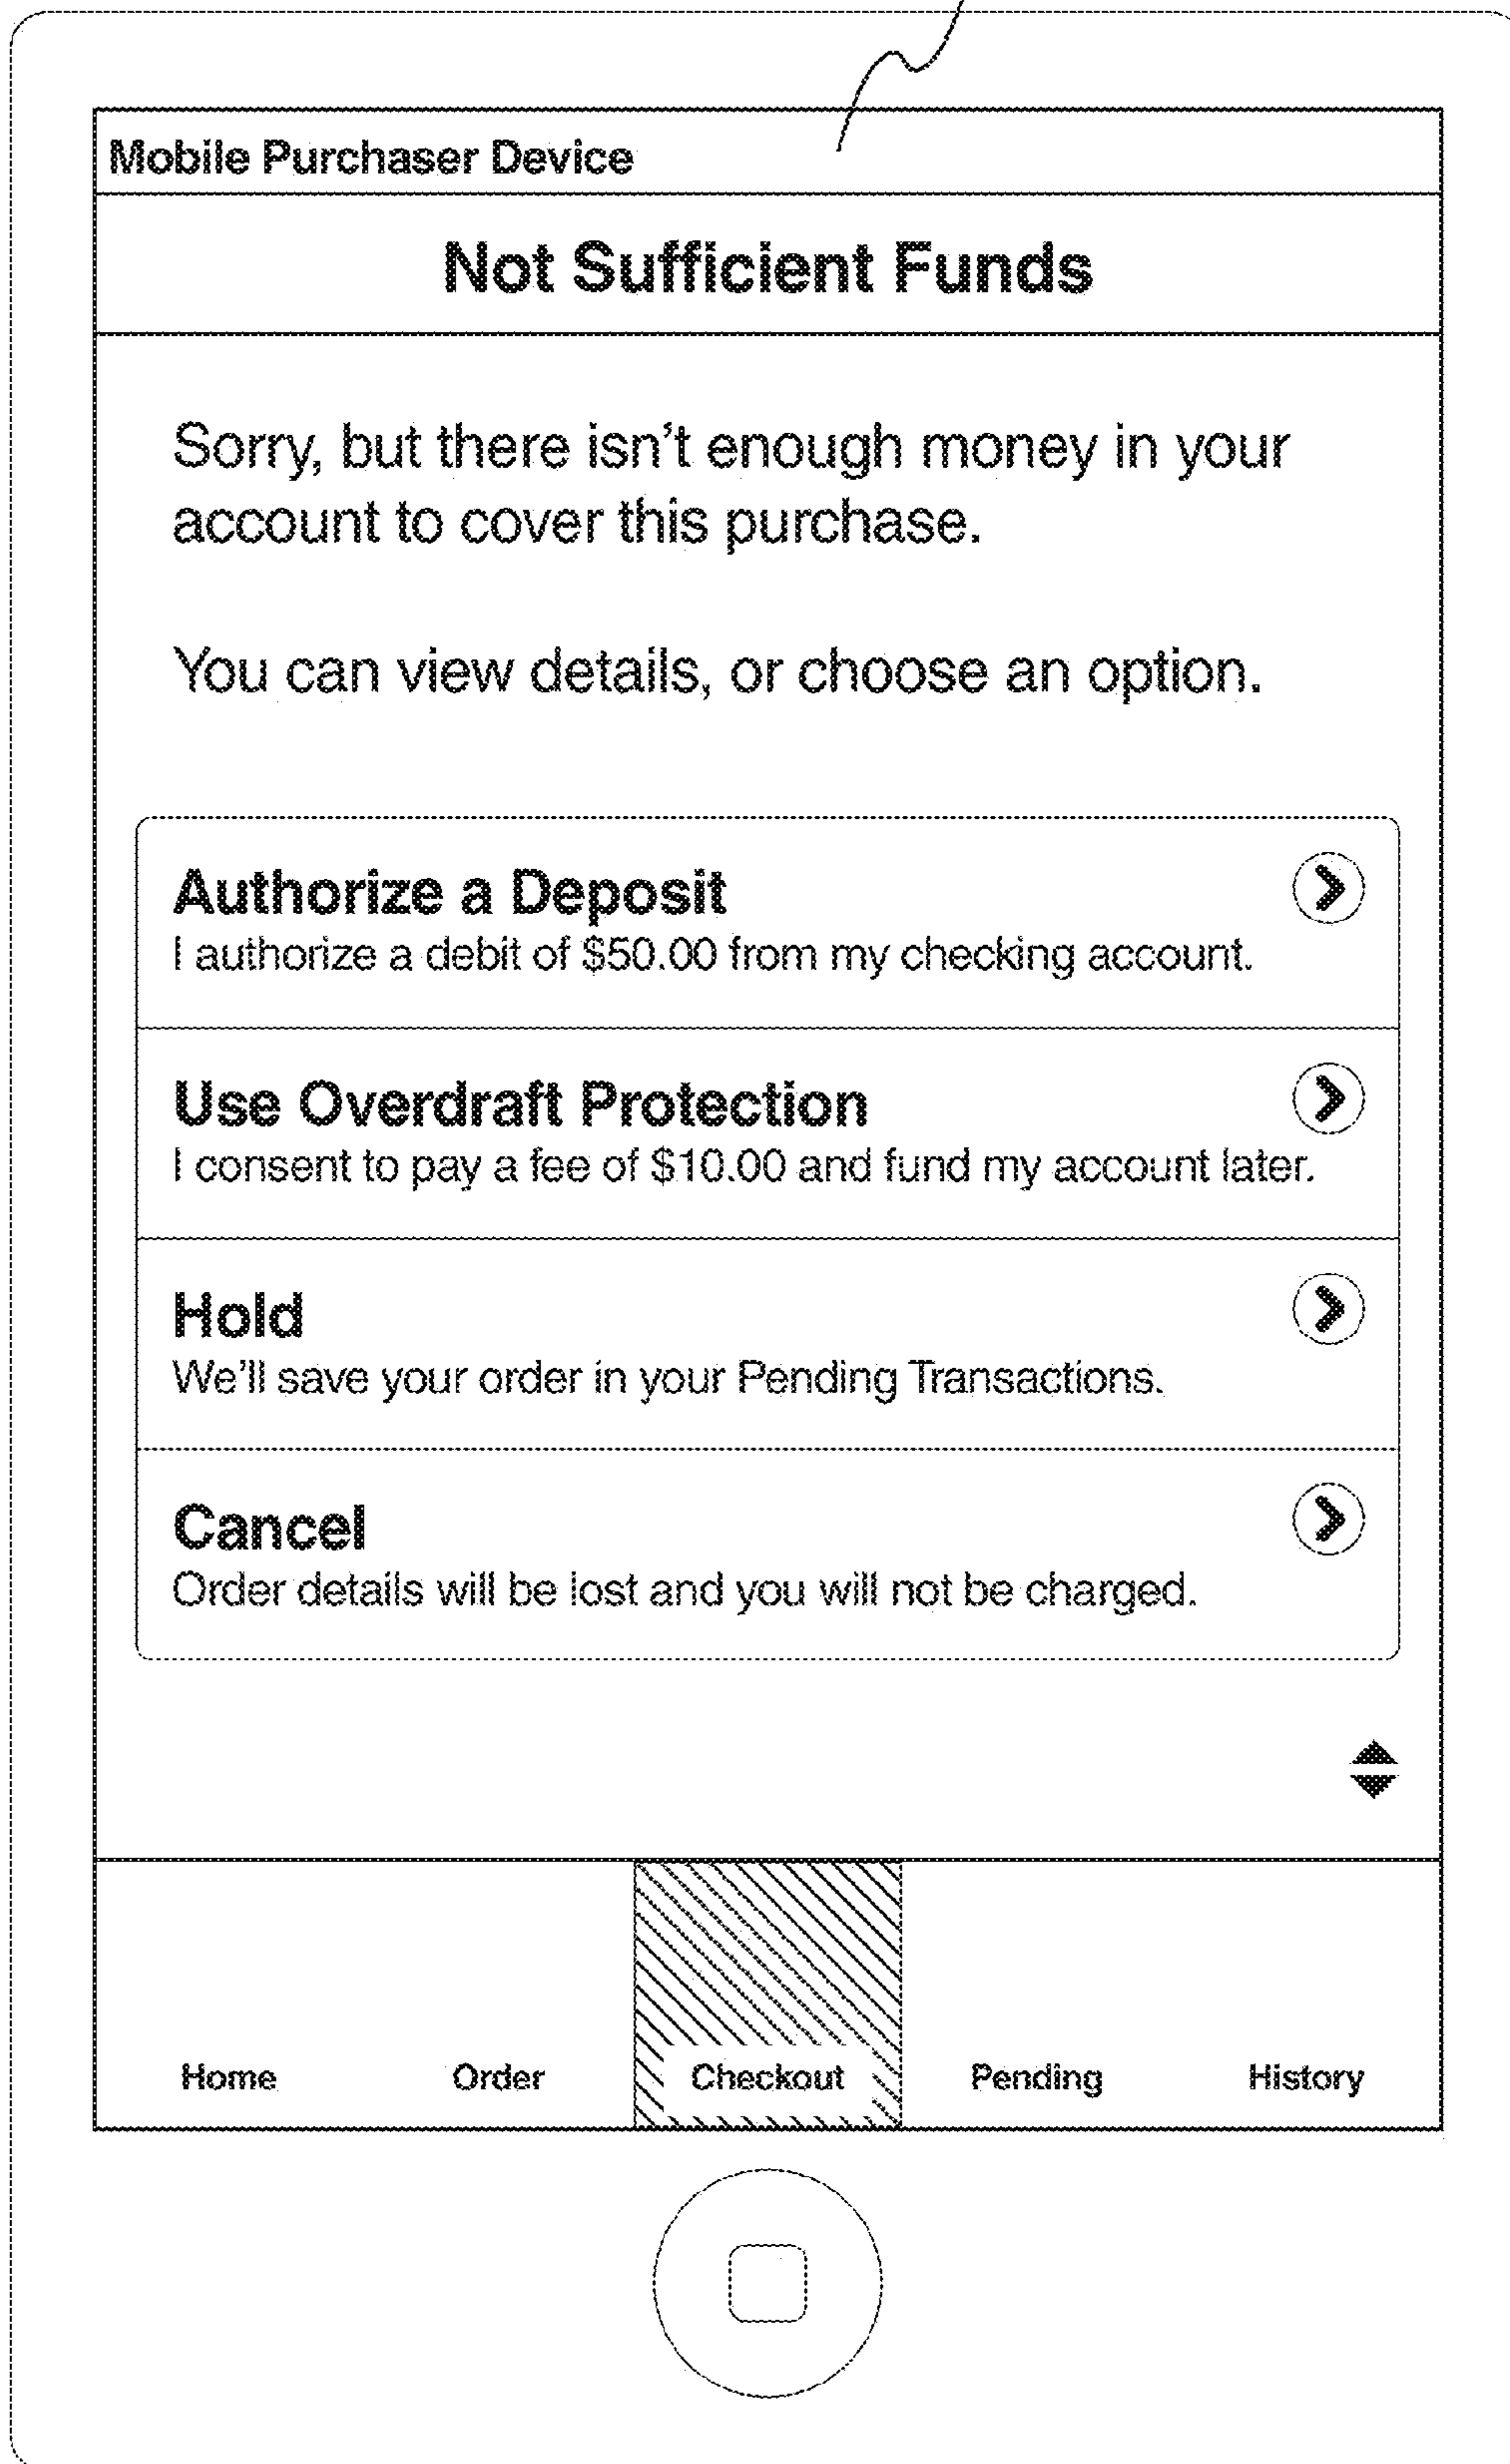 Mobile Purchaser Device
Not Sufficient Funds
Sorry, but there isn't enough money in your
account to cover this purchase.
You can view details, or choose an option.
Authorize a Deposit
I authorize a debit of $50.00 from my checking account.
Use Overdraft Protection
I consent to pay a fee of $10.00 and fund my account later.
Hold
We'll save your order in your Pending Transactions.
Cancel
Order details will be lost and you will not be charged.
Home Order Checkout Pending History